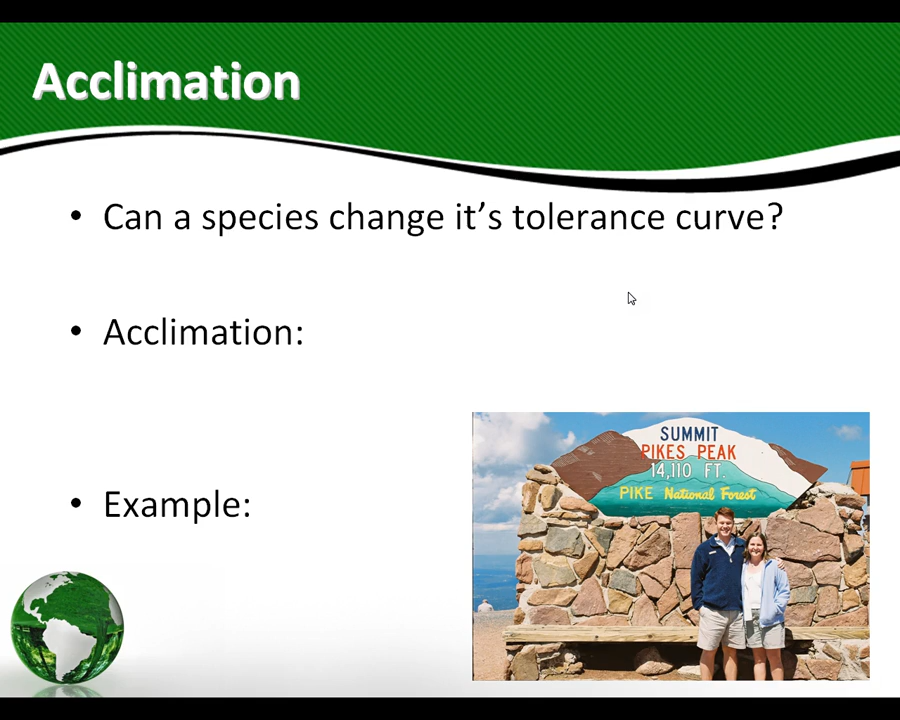 Acclimation
• Can a species change it’s tolerance curve?
• Acclimation:
• Example:
SUMMIT
PIKES PEAK
14,110 FT.
PIKE National Forest